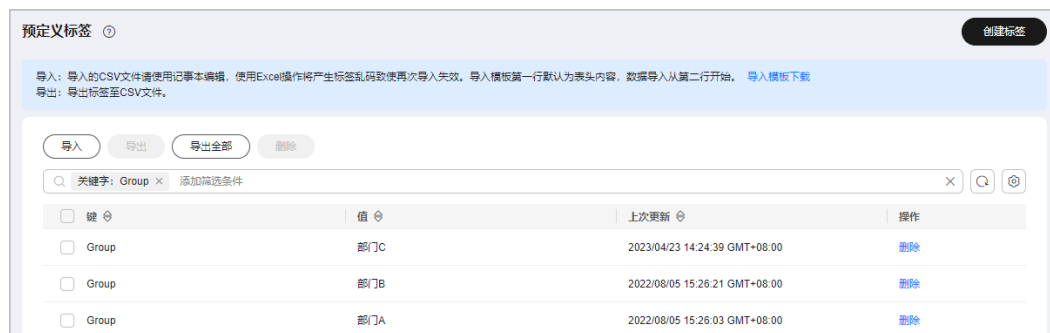 预定义标签
创建标签
导入：导入的CSV文件请使用记事本编辑，使用Excel操作将产生标签乱码致使再次导入失效。导入模板第一行默认为表头内容，数据导入从第二行开始。 导入模板下载
导出：导出标签至CSV文件。
导入 导出 导出全部 删除
关键字：Group × 添加筛选条件
键 值 上次更新 操作
Group 部门C 2023/04/23 14:24:39 GMT+08:00 删除
Group 部门B 2022/08/05 15:26:21 GMT+08:00 删除
Group 部门A 2022/08/05 15:26:03 GMT+08:00 删除